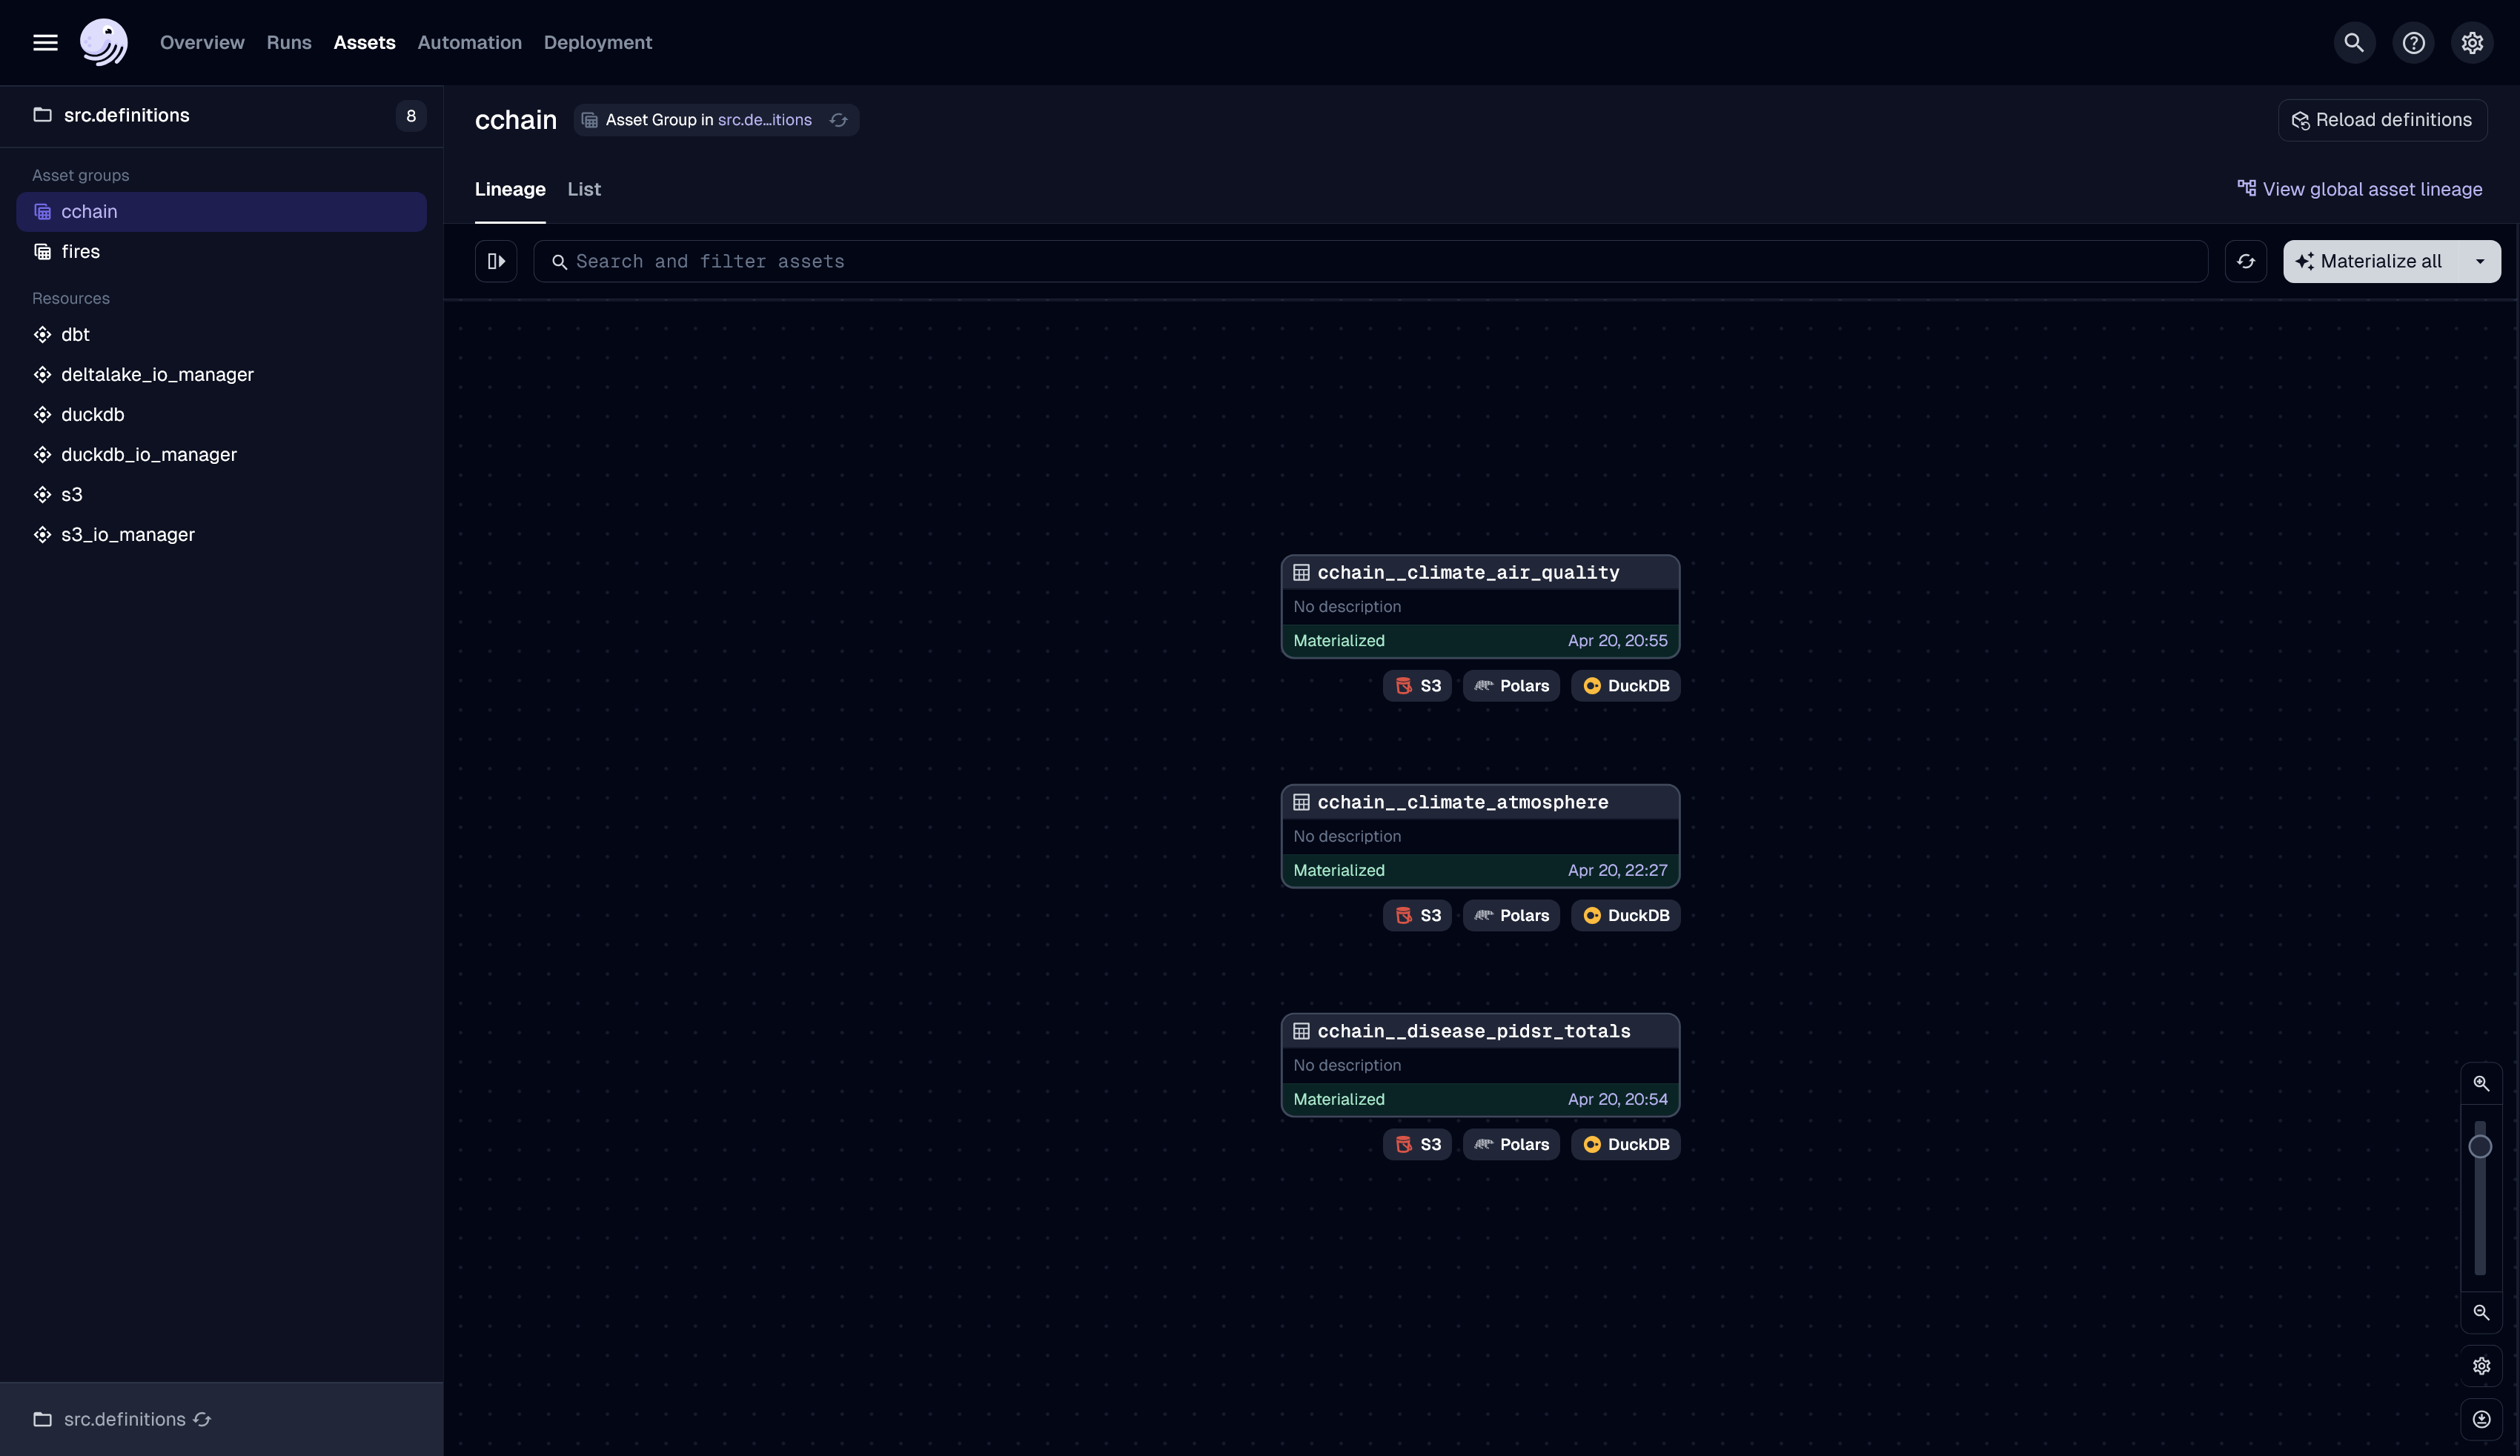 Overview Runs Assets Automation Deployment
src.definitions 8
Asset groups
cchain
fires
Resources
dbt
deltalake_io_manager
duckdb
duckdb_io_manager
s3
s3_io_manager
src.definitions
cchain Asset Group in src.de...itions Reload definitions
Lineage List View global asset lineage
Search and filter assets Materialize all
cchain__climate_air_quality
No description
Materialized Apr 20, 20:55
S3 Polars DuckDB
cchain__climate_atmosphere
No description
Materialized Apr 20, 22:27
S3 Polars DuckDB
cchain__disease_pidsr_totals
No description
Materialized Apr 20, 20:54
S3 Polars DuckDB